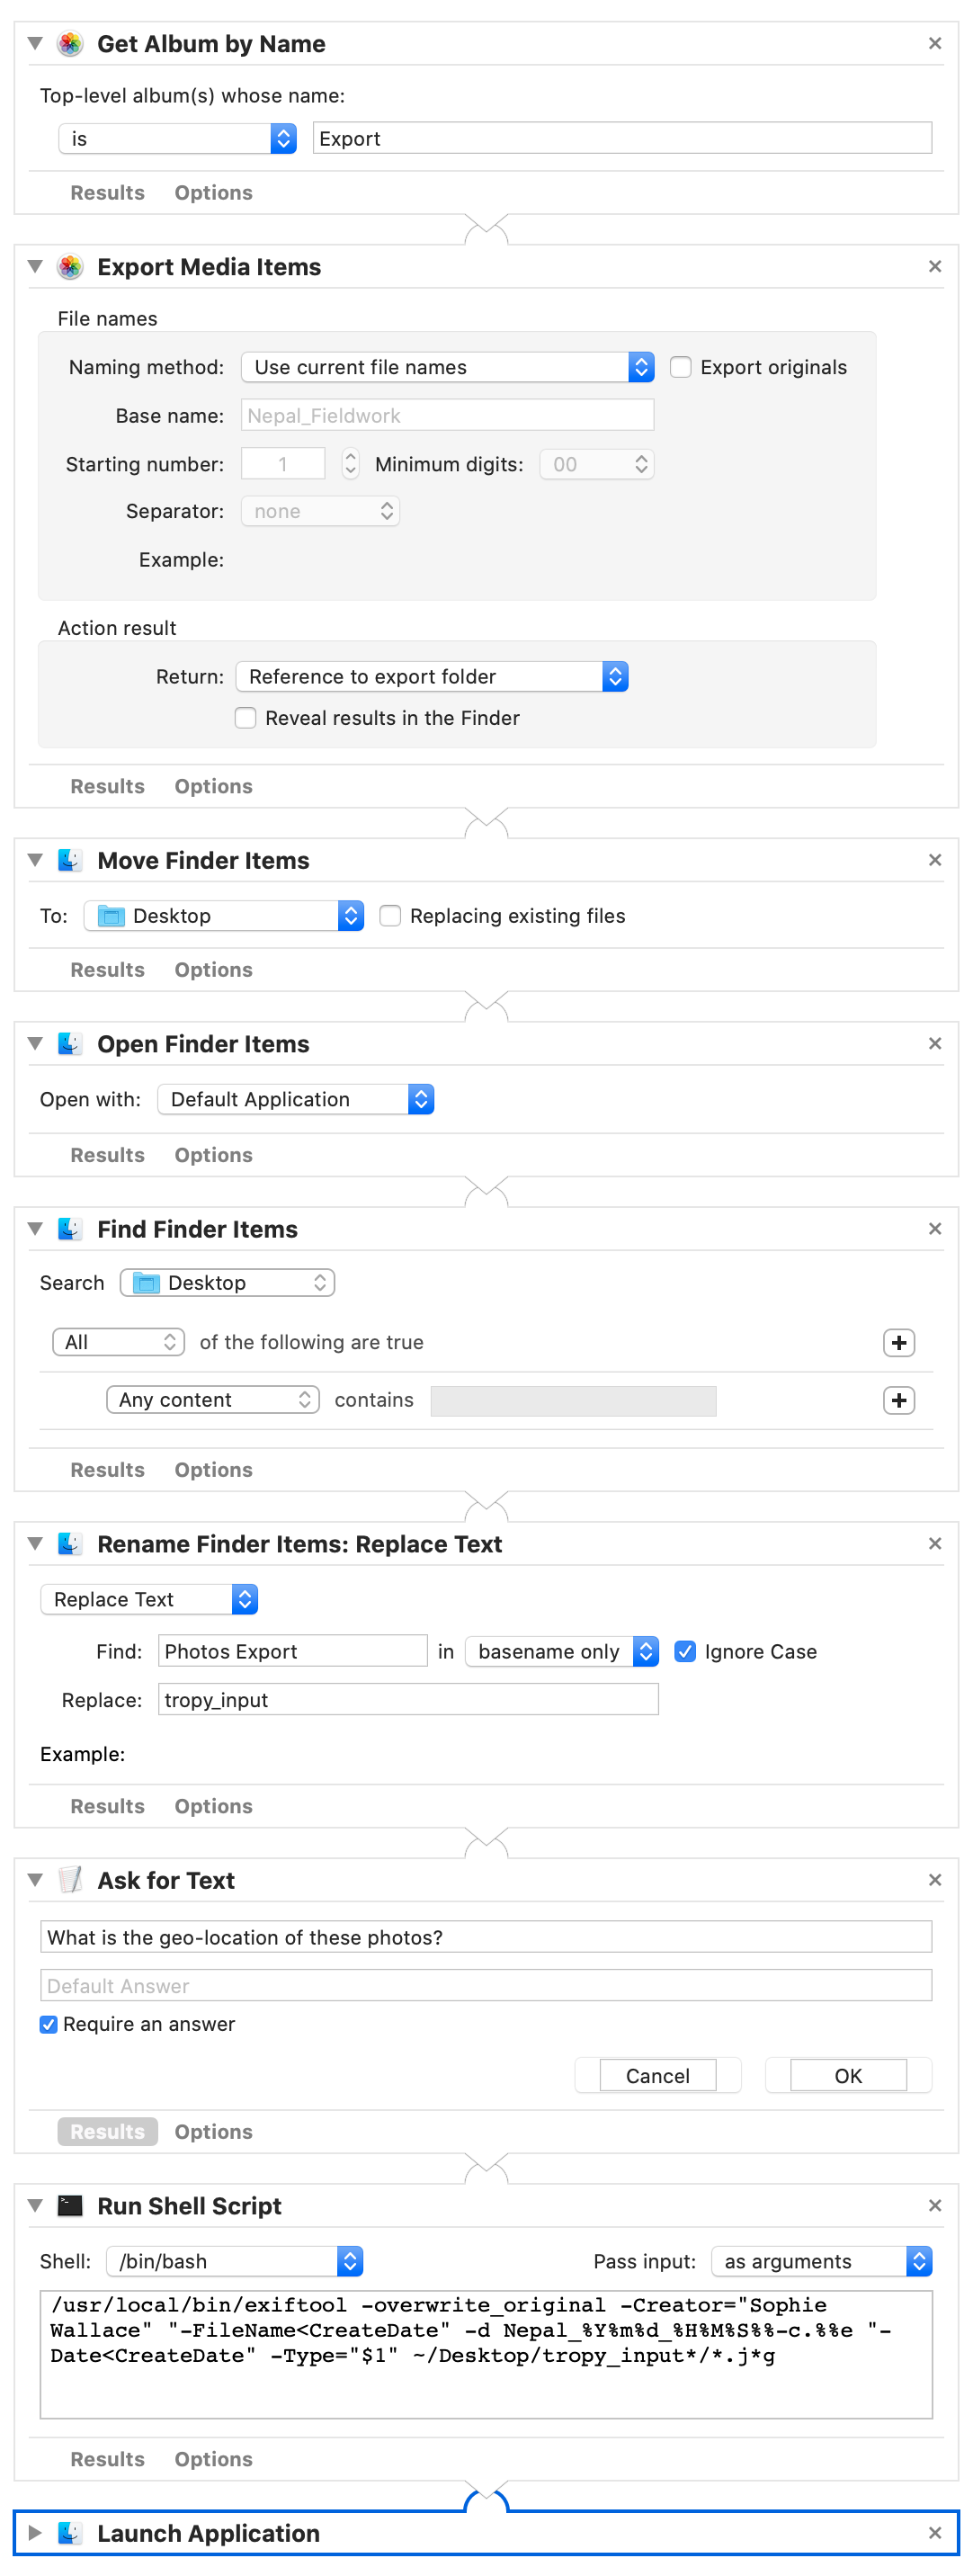 Get Album by Name
Top-level album(s) whose name:
is Export
Results Options
Export Media Items
File names
Naming method: Use current file names Export originals
Base name: Nepal_Fieldwork
Starting number: 1 Minimum digits: 00
Separator: none
Example:
Action result
Return: Reference to export folder
Reveal results in the Finder
Results Options
Move Finder Items
To: Desktop Replacing existing files
Results Options
Open Finder Items
Open with: Default Application
Results Options
Find Finder Items
Search Desktop
All of the following are true
Any content contains
Results Options
Rename Finder Items: Replace Text
Replace Text
Find: Photos Export in basename only Ignore Case
Replace: tropy_input
Example:
Results Options
Ask for Text
What is the geo-location of these photos?
Default Answer
Require an answer
Cancel OK
Results Options
Run Shell Script
Shell: /bin/bash Pass input: as arguments
/usr/local/bin/exiftool -overwrite_original -Creator="Sophie
Wallace" "-FileName<CreateDate" -d Nepal_%Y%m%d_%H%M%S%%-c.%%e "-
Date<CreateDate" -Type="$1" ~/Desktop/tropy_input*/*.j*g
Results Options
Launch Application